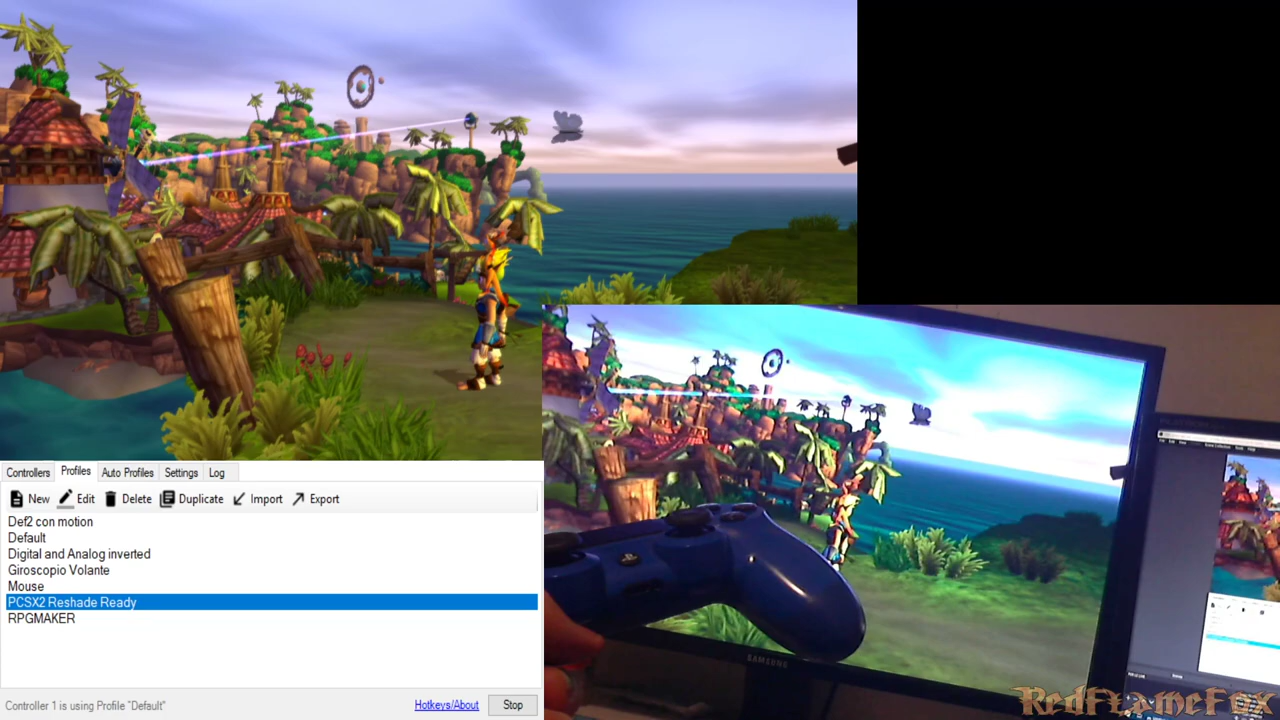 Controllers Profiles Auto Profiles Settings Log
New Edit Delete Duplicate Import Export
Def2 con motion
Default
Digital and Analog inverted
Giroscopio Volante
Mouse
PCSX2 Reshade Ready
RPGMAKER
Controller 1 is using Profile "Default"
Hotkeys/About
Stop
SAMSUNG
RedFlameFox